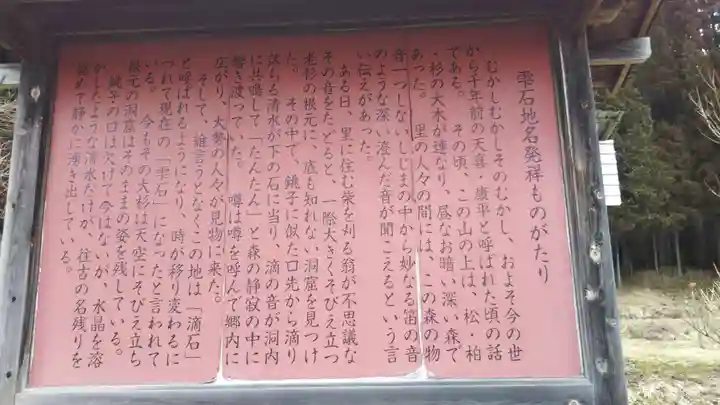 雫石地名発祥ものがたり
むかしむかしそのむかし、およそ今の世
から千年前の天喜・康平と呼ばれた頃の話
である。その頃、この山の上は、松・柏
・杉の大木が連なり、昼なお暗い深い森で
あった。里の人々の間には、この森の物
音一つしないしじまの中から妙なる笛の音
のような深い澄んだ音が聞こえるという言
い伝えがあった。
ある日、里に住む柴を刈る翁が不思議な
その音をたどると、一際大きくそびえ立つ
老杉の根元に、底も知れない洞窟を見つけ
た。その中で、銚子に似た口先から滴り
落ちる清水が下の石に当り、滴の音が洞内
に共鳴して「たんたん」と森の静寂の中に
響き渡っていた。噂は噂を呼んで郷内に
広がり、大勢の人々が見物に来た。
そして、誰言うとなくこの地は「滴石」
と呼ばれるようになり、時が移り変わるに
つれて現在の「雫石」になったと言われて
いる。今もその大杉は天空にそびえ立ち
根元の洞窟はそのままの姿を残している。
銚子の口は欠けて今はないが、水晶を溶
かしたような清水だけが、往古の名残りを
秘めて静かに湧き出している。